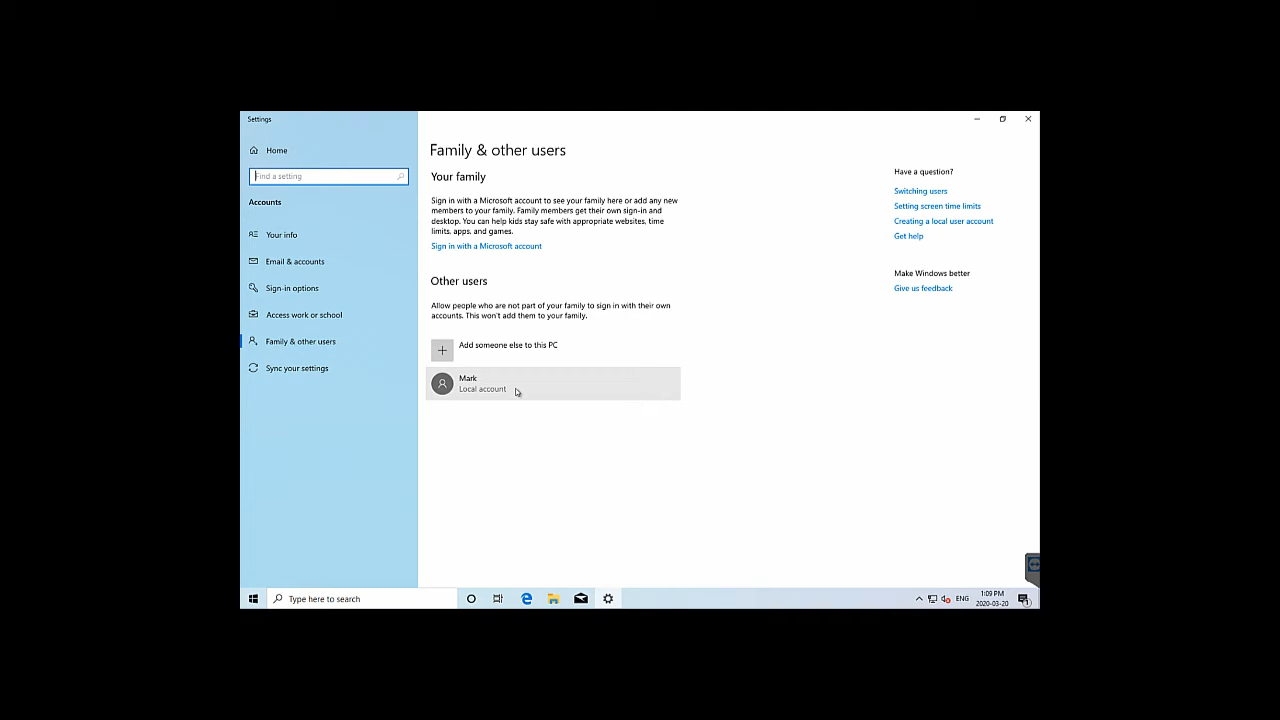 Settings
Home
Find a setting
Accounts
Your info
Email & accounts
Sign-in options
Access work or school
Family & other users
Sync your settings
Family & other users
Your family
Sign in with a Microsoft account to see your family here or add any new
members to your family. Family members get their own sign-in and
desktop. You can help kids stay safe with appropriate websites, time
limits, apps, and games.
Sign in with a Microsoft account
Other users
Allow people who are not part of your family to sign in with their own
accounts. This won't add them to your family.
Add someone else to this PC
Mark
Local account
Have a question?
Switching users
Setting screen time limits
Creating a local user account
Get help
Make Windows better
Give us feedback
Type here to search
ENG
1:09 PM
2020-03-20
1